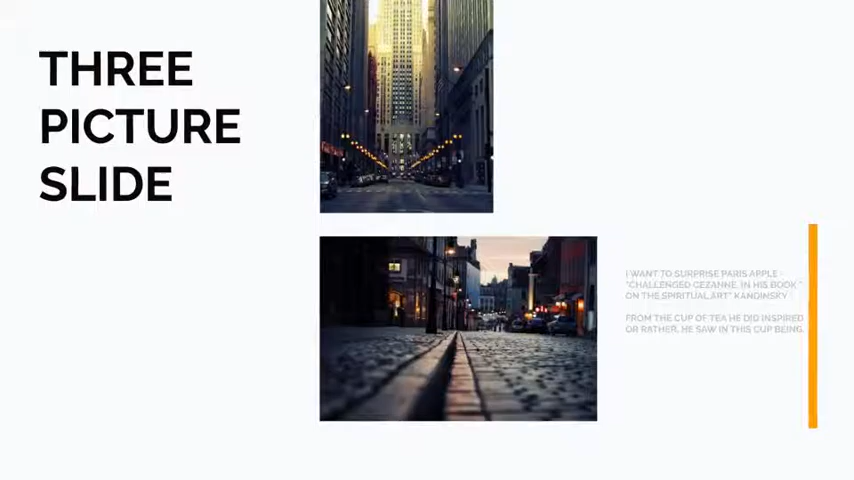 THREE
PICTURE
SLIDE
I WANT TO SURPRISE PARIS APPLE
"CHALLENGED CEZANNE. IN HIS BOOK "
ON THE SPIRITUAL ART" KANDINSKY
FROM THE CUP OF TEA HE DID INSPIRED
OR RATHER, HE SAW IN THIS CUP BEING.